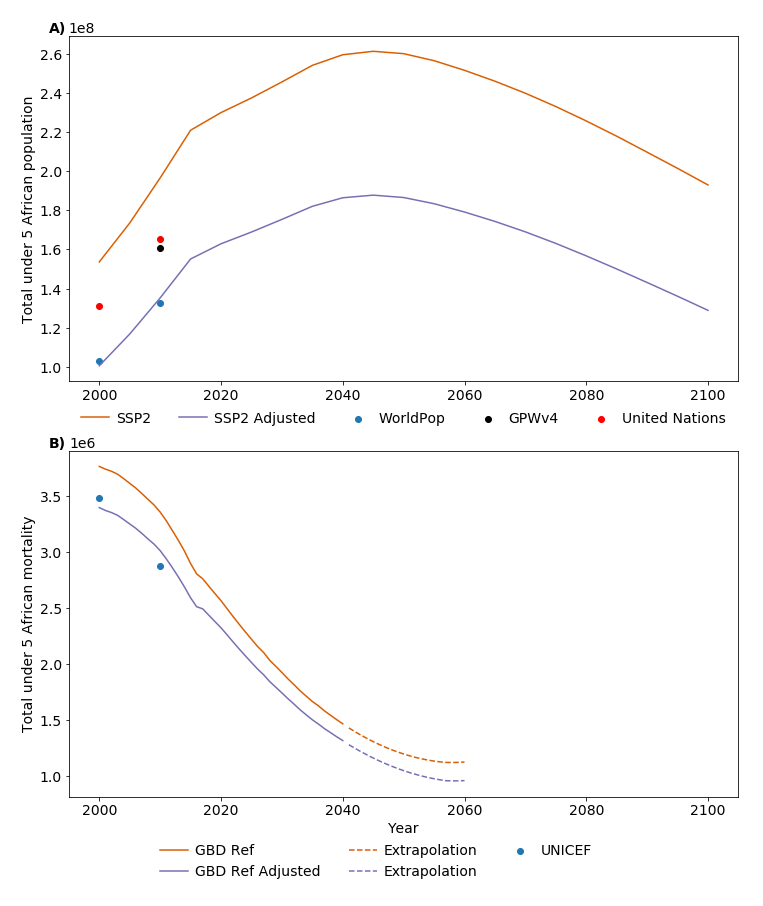 A) 1e8
2.6
2.4
2.2
2.0
1.8
1.6
1.4
1.2
1.0
Total under 5 African population
2000 2020 2040 2060 2080 2100
SSP2 SSP2 Adjusted WorldPop GPWv4 United Nations
B) 1e6
3.5
3.0
2.5
2.0
1.5
1.0
Total under 5 African mortality
2000 2020 2040 2060 2080 2100
Year
GBD Ref Extrapolation UNICEF
GBD Ref Adjusted Extrapolation